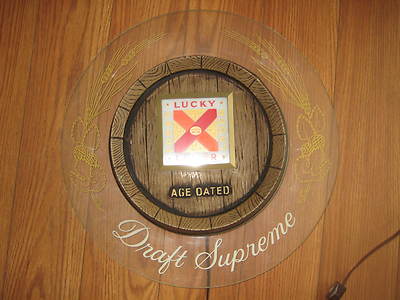 LUCKY
LAGER
AGE DATED
Draft Supreme